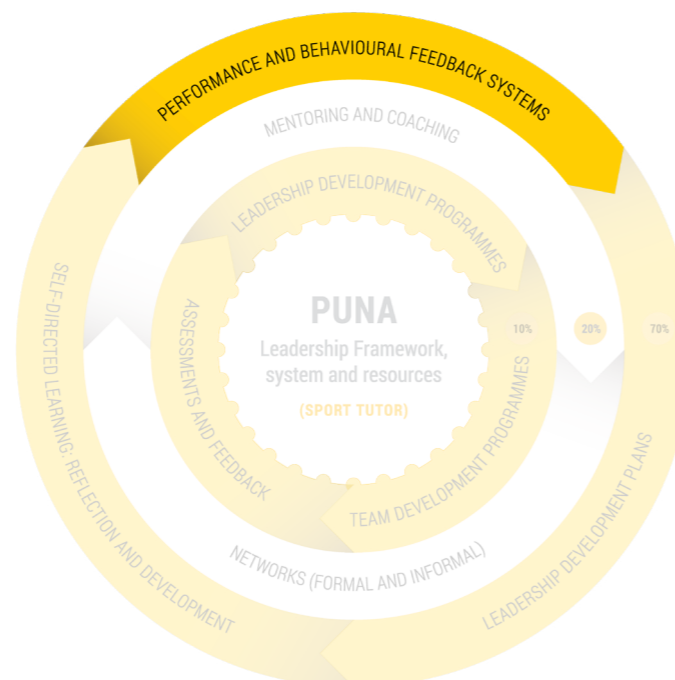 PERFORMANCE AND BEHAVIOURAL FEEDBACK SYSTEMS
MENTORING AND COACHING
LEADERSHIP DEVELOPMENT PROGRAMMES
PUNA
Leadership Framework,
system and resources
(SPORT TUTOR)
10%
20%
70%
SELF-DIRECTED LEARNING: REFLECTION AND DEVELOPMENT
ASSESSMENTS AND FEEDBACK
TEAM DEVELOPMENT PROGRAMMES
NETWORKS (FORMAL AND INFORMAL)
LEADERSHIP DEVELOPMENT PLANS